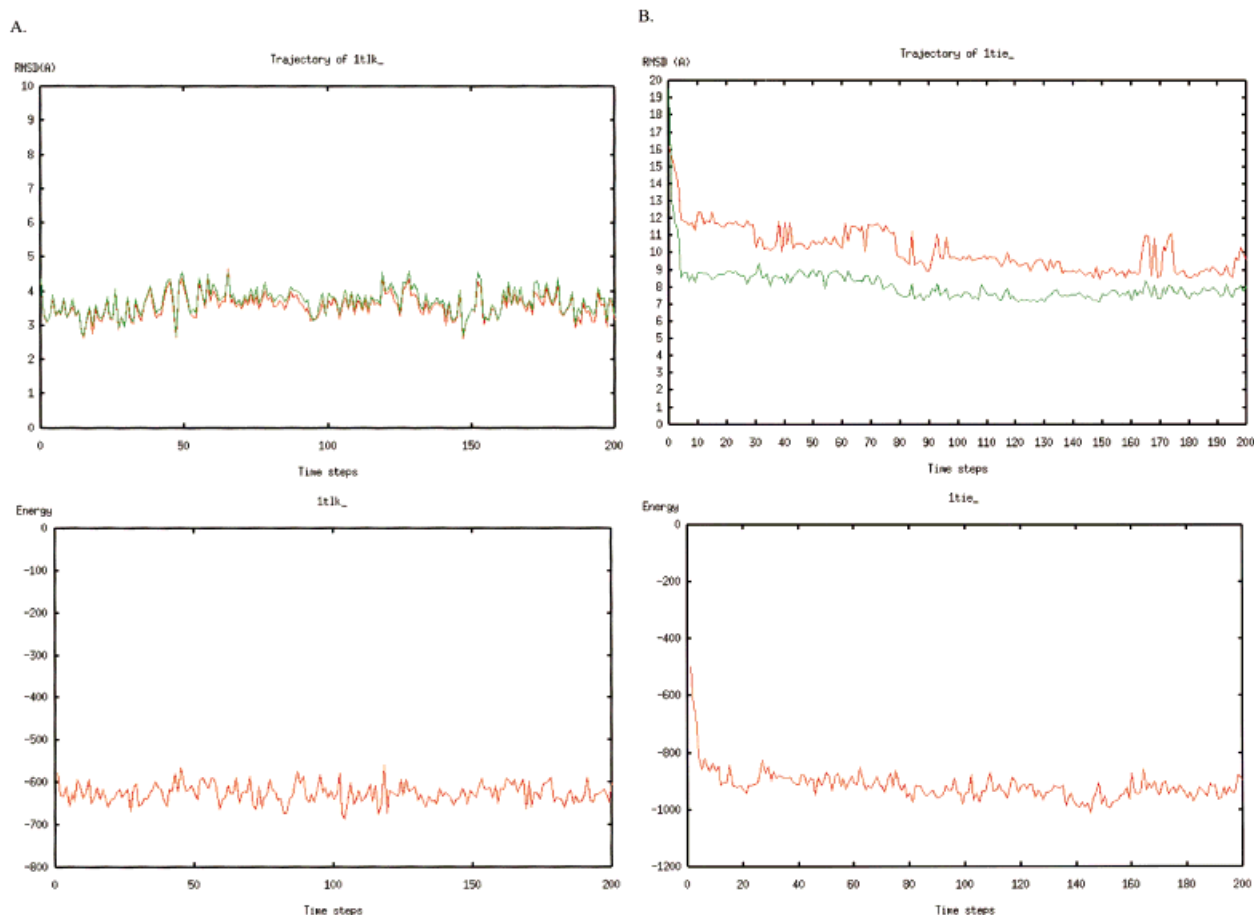 A.
Trajectory of 1tlk_
RMSD(A)
10
9
8
7
6
5
4
3
2
1
0
0 50 100 150 200
Time steps
1tlk_
Energy
0
-100
-200
-300
-400
-500
-600
-700
-800
0 50 100 150 200
Time steps
B.
Trajectory of 1tie_
RMSD (A)
20
19
18
17
16
15
14
13
12
11
10
9
8
7
6
5
4
3
2
1
0
0 10 20 30 40 50 60 70 80 90 100 110 120 130 140 150 160 170 180 190 200
Time steps
1tie_
Energy
0
-200
-400
-600
-800
-1000
-1200
0 20 40 60 80 100 120 140 160 180 200
Time steps